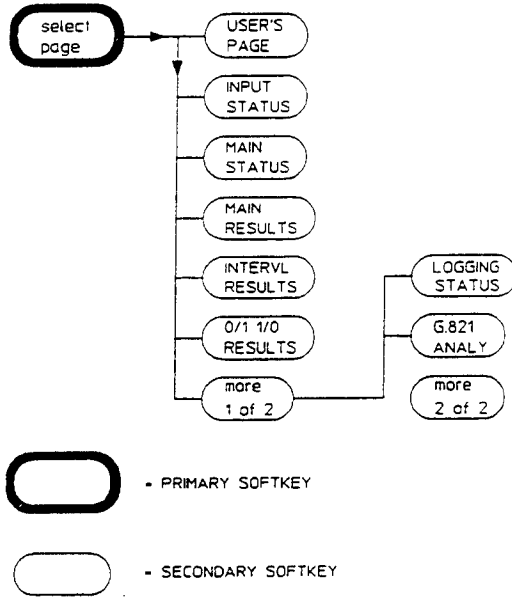 select
page
USER'S
PAGE
INPUT
STATUS
MAIN
STATUS
MAIN
RESULTS
INTERVL
RESULTS
0/1 1/0
RESULTS
more
1 of 2
LOGGING
STATUS
G.821
ANALY
more
2 of 2
- PRIMARY SOFTKEY
- SECONDARY SOFTKEY